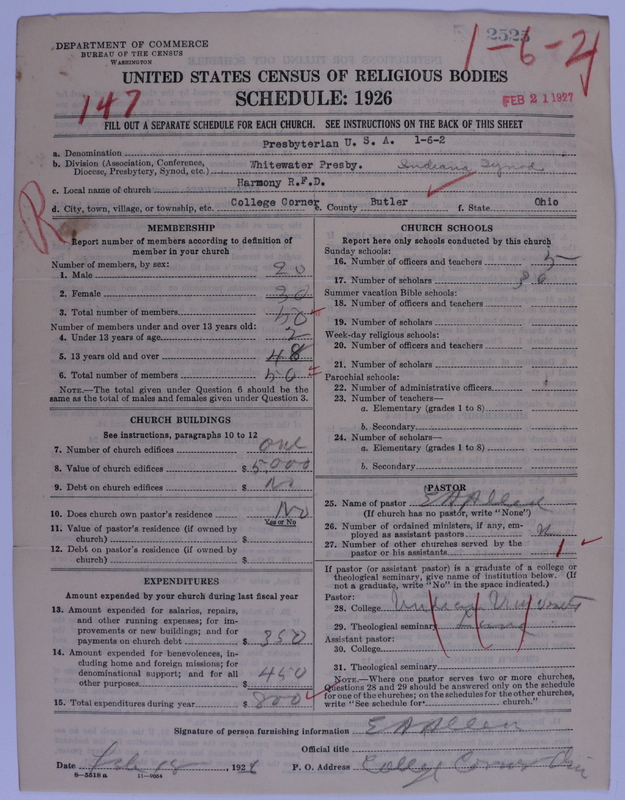 DEPARTMENT OF COMMERCE
BUREAU OF THE CENSUS
WASHINGTON
2525
1-6-2
UNITED STATES CENSUS OF RELIGIOUS BODIES
SCHEDULE: 1926
147
FEB 21 1927
FILL OUT A SEPARATE SCHEDULE FOR EACH CHURCH. SEE INSTRUCTIONS ON THE BACK OF THIS SHEET
a. Denomination Presbyterian U. S. A. 1-6-2
b. Division (Association, Conference, Diocese, Presbytery, Synod, etc.) Whitewater Presby. Indiana Synod
c. Local name of church Harmony R.F.D.
d. City, town, village, or township, etc. College Corner e. County Butler f. State Ohio
R
MEMBERSHIP
Report number of members according to definition of
member in your church
Number of members, by sex:
1. Male 20
2. Female 30
3. Total number of members 50
Number of members under and over 13 years old:
4. Under 13 years of age 2
5. 13 years old and over 48
6. Total number of members 50
NOTE.—The total given under Question 6 should be
same as the total of males and females given under Question 3.
CHURCH BUILDINGS
See instructions, paragraphs 10 to 12
7. Number of church edifices one
8. Value of church edifices $ 5000
9. Debt on church edifices $ No
10. Does church own pastor's residence No
Yes or No
11. Value of pastor's residence (if owned by
church) $
12. Debt on pastor's residence (if owned by
church) $
EXPENDITURES
Amount expended by your church during last fiscal year
13. Amount expended for salaries, repairs,
and other running expenses; for im-
provements or new buildings; and for
payments on church debt $ 350
14. Amount expended for benevolences, in-
cluding home and foreign missions; for
denominational support; and for all
other purposes $ 450
15. Total expenditures during year $ 800
CHURCH SCHOOLS
Report here only schools conducted by this church
Sunday schools:
16. Number of officers and teachers 5
17. Number of scholars 36
Summer vacation Bible schools:
18. Number of officers and teachers
19. Number of scholars
Week-day religious schools:
20. Number of officers and teachers
21. Number of scholars
Parochial schools:
22. Number of administrative officers
23. Number of teachers—
a. Elementary (grades 1 to 8)
b. Secondary
24. Number of scholars—
a. Elementary (grades 1 to 8)
b. Secondary
PASTOR
25. Name of pastor E A Allen
(If church has no pastor, write "None")
26. Number of ordained ministers, if any, em-
ployed as assistant pastors
27. Number of other churches served by the
pastor or his assistants 1
If pastor (or assistant pastor) is a graduate of a college or
theological seminary, give name of institution below. (If
not a graduate, write "No" in the space indicated.)
Pastor:
28. College
29. Theological seminary
Assistant pastor:
30. College
31. Theological seminary
NOTE.—Where one pastor serves two or more churches,
Questions 28 and 29 should be answered only on the schedule
for one of the churches; on the schedules for the other churches,
write "See schedule for church."
Signature of person furnishing information E A Allen
Official title
Date Feb 18, 192 P. O. Address College Corner
8-5518 a 11-9054